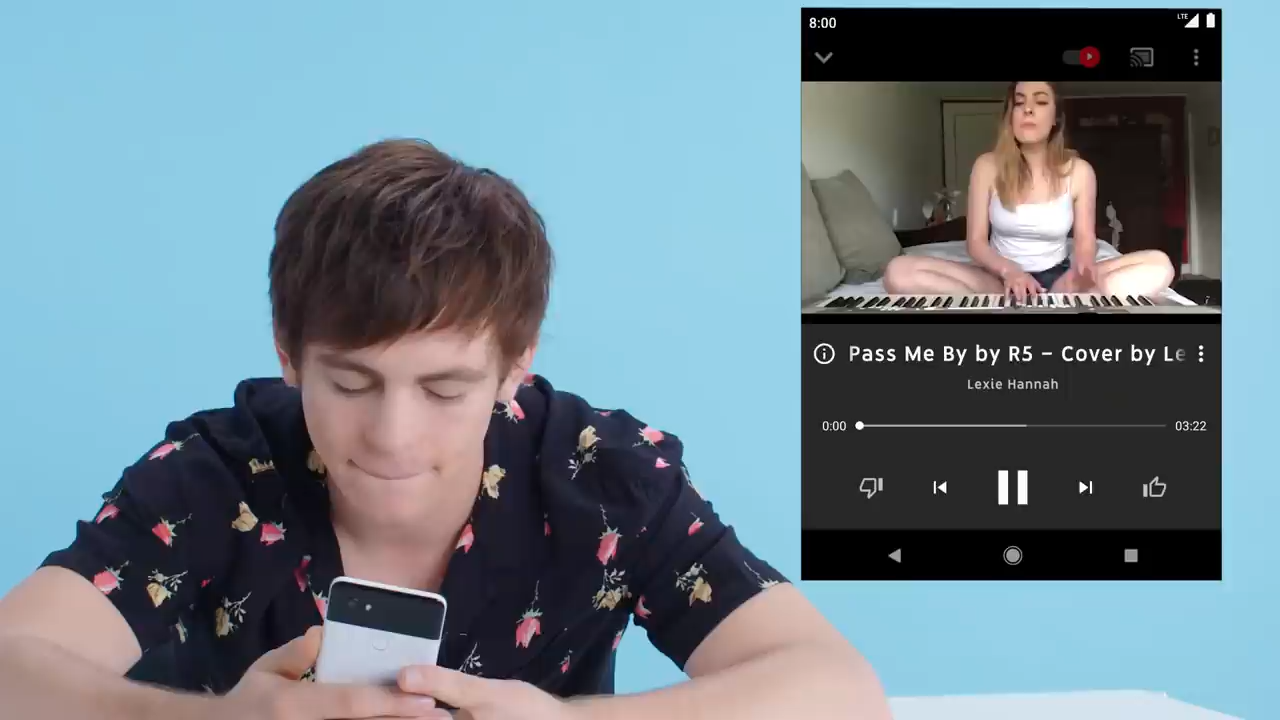 8:00
LTE
Pass Me By by R5 – Cover by Le
Lexie Hannah
0:00
03:22